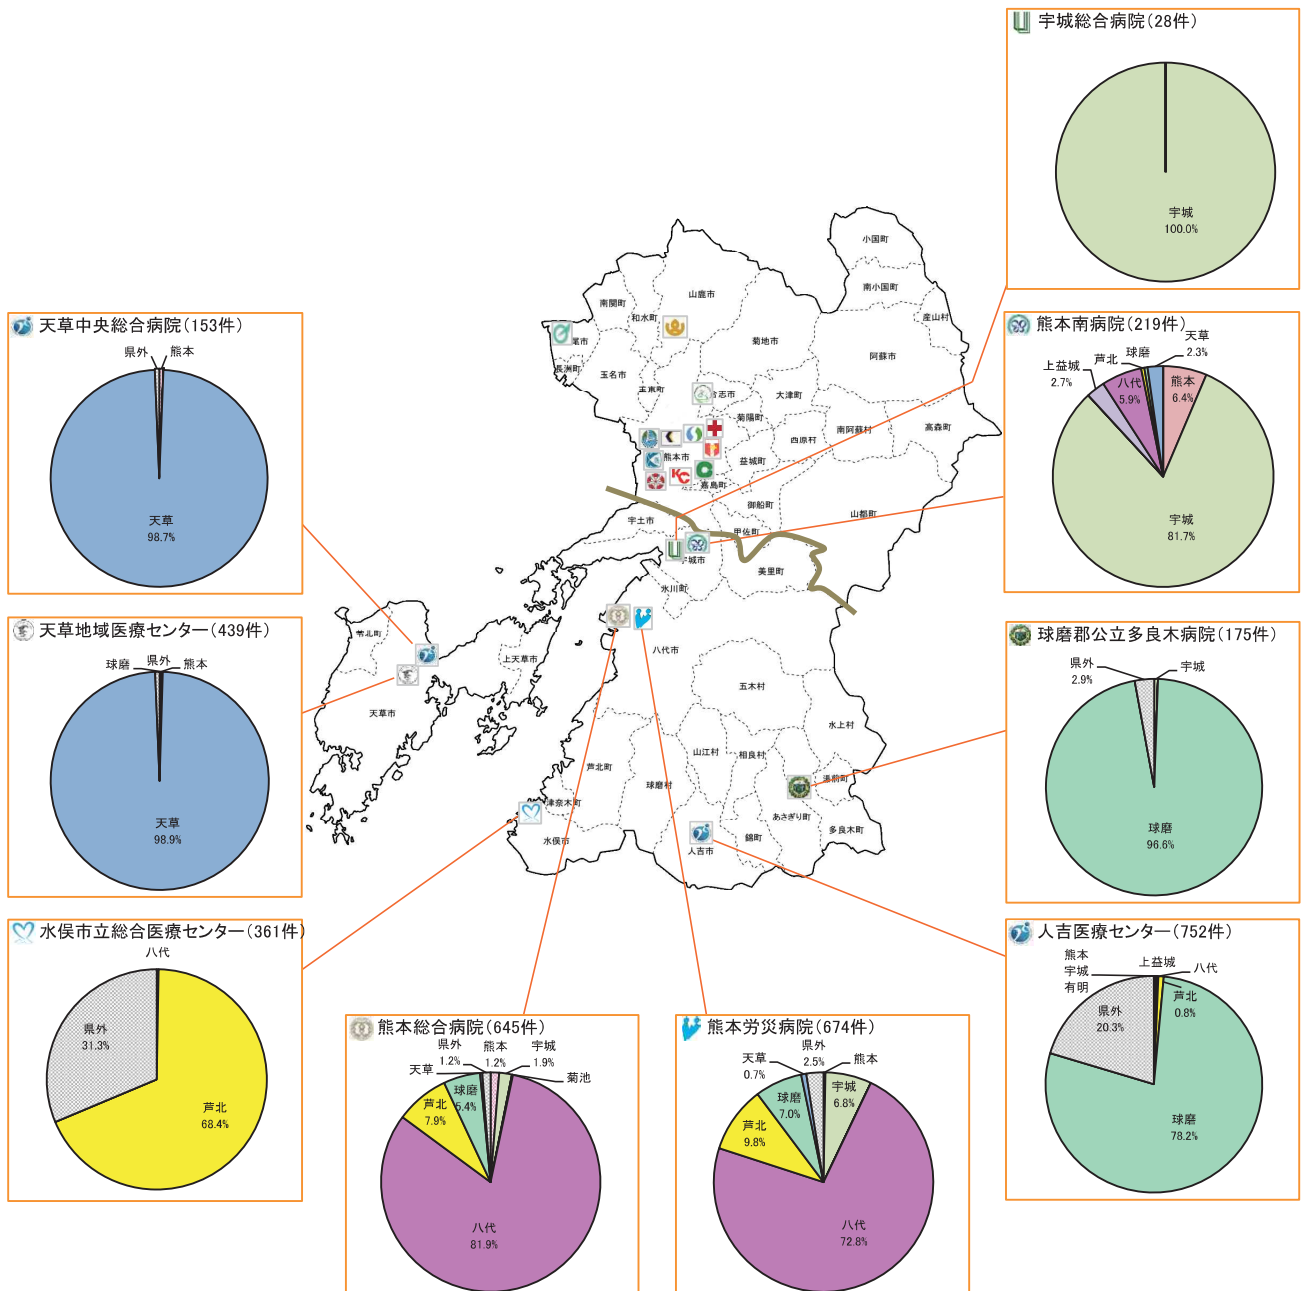 宇城総合病院(28件)
宇城
100.0%
天草中央総合病院(153件)
県外
熊本
天草
98.7%
熊本南病院(219件)
上益城
2.7%
芦北
球磨
天草
2.3%
八代
5.9%
熊本
6.4%
宇城
81.7%
天草地域医療センター(439件)
球磨
県外
熊本
天草
98.9%
球磨郡公立多良木病院(175件)
県外
2.9%
宇城
球磨
96.6%
水俣市立総合医療センター(361件)
八代
県外
31.3%
芦北
68.4%
人吉医療センター(752件)
熊本
宇城
有明
上益城
八代
芦北
0.8%
県外
20.3%
球磨
78.2%
熊本総合病院(645件)
天草
県外
1.2%
熊本
1.2%
宇城
1.9%
菊池
球磨
5.4%
芦北
7.9%
八代
81.9%
熊本労災病院(674件)
天草
0.7%
県外
2.5%
熊本
宇城
6.8%
球磨
7.0%
芦北
9.8%
八代
72.8%
小国町
南小国町
産山村
山鹿市
南関町
和水町
菊池市
阿蘇市
尾市
長洲町
玉名市
玉東町
合志市
大津町
菊陽町
南阿蘇村
高森町
西原村
熊本市
益城町
嘉島町
御船町
山都町
宇土市
甲佐町
宇城市
美里町
氷川町
八代市
苓北町
上天草市
天草市
五木村
水上村
山江村
相良村
芦北町
球磨村
湯前町
津奈木町
あさぎり町
多良木町
水俣市
人吉市
錦町